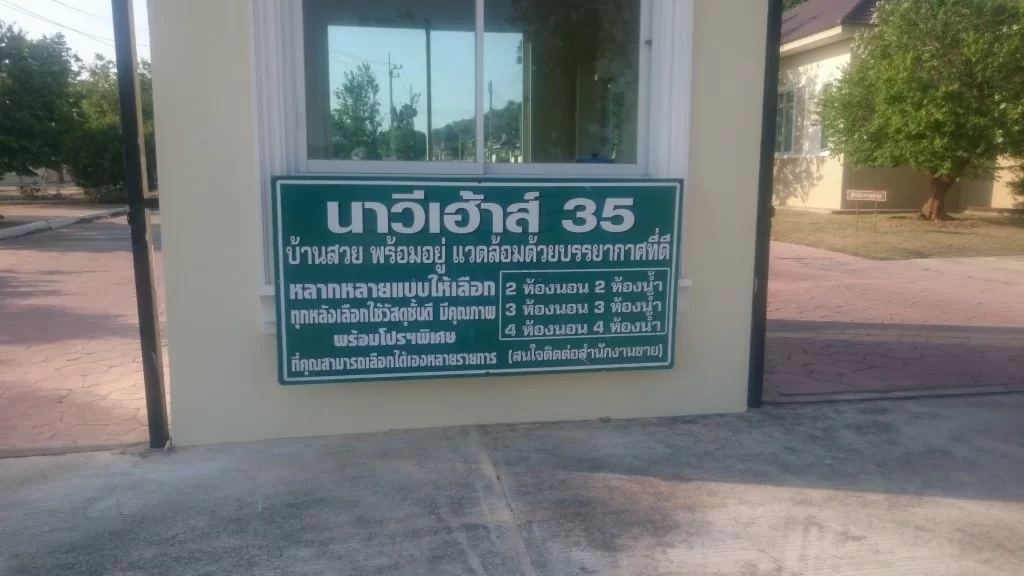 นาวีเฮ้าส์ 35
บ้านสวย พร้อมอยู่ แวดล้อมด้วยบรรยากาศที่ดี
หลากหลายแบบให้เลือก
ทุกหลังเลือกใช้วัสดุชั้นดี มีคุณภาพ
พร้อมโปรฯพิเศษ
ที่คุณสามารถเลือกได้เองหลายรายการ
2 ห้องนอน 2 ห้องน้ำ
3 ห้องนอน 3 ห้องน้ำ
4 ห้องนอน 4 ห้องน้ำ
(สนใจติดต่อสำนักงานขาย)